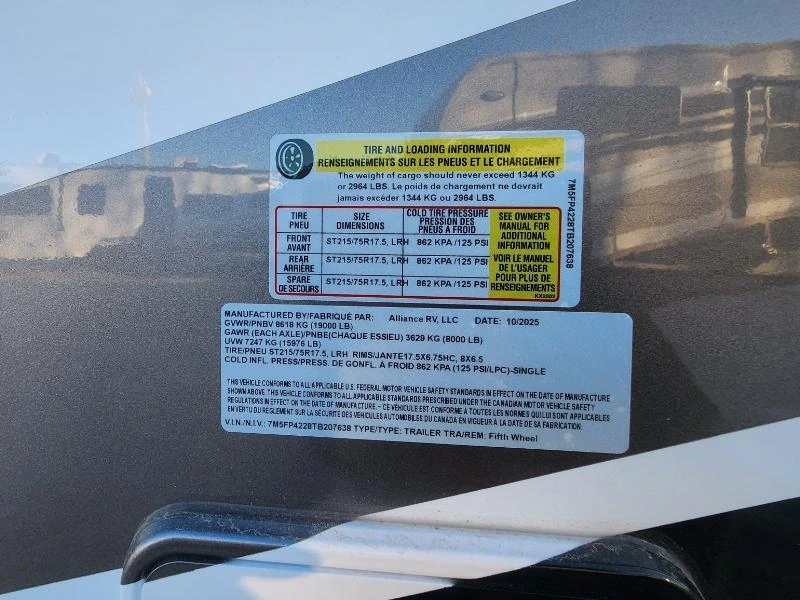 TIRE AND LOADING INFORMATION
RENSEIGNEMENTS SUR LES PNEUS ET LE CHARGEMENT
The weight of cargo should never exceed 1344 KG
or 2964 LBS. Le poids de chargement ne devrait
jamais excéder 1344 KG ou 2964 LBS.
TIRE PNEU SIZE DIMENSIONS COLD TIRE PRESSURE PRESSION DES PNEUS A FROID
FRONT AVANT ST215/75R17.5, LRH 862 KPA /125 PSI
REAR ARRIÈRE ST215/75R17.5, LRH 862 KPA /125 PSI
SPARE DE SECOURS ST215/75R17.5, LRH 862 KPA /125 PSI
SEE OWNER'S
MANUAL FOR
ADDITIONAL
INFORMATION
VOIR LE MANUEL
DE L'USAGER
POUR PLUS DE
RENSEIGNEMENTS
KX2002
7M5FP4228TB207638
MANUFACTURED BY/FABRIQUÉ PAR: Alliance RV, LLC DATE: 10/2025
GVWR/PNBV 8618 KG (19000 LB)
GAWR (EACH AXLE)/PNBE(CHAQUE ESSIEU) 3629 KG (8000 LB)
UVW 7247 KG (15976 LB)
TIRE/PNEU ST215/75R17.5, LRH RIMS/JANTE17.5X6.75HC, 8X6.5
COLD INFL. PRESS/PRESS. DE GONFL. À FROID 862 KPA (125 PSI/LPC)-SINGLE
THIS VEHICLE CONFORMS TO ALL APPLICABLE U.S. FEDERAL MOTOR VEHICLE SAFETY STANDARDS IN EFFECT ON THE DATE OF MANUFACTURE
SHOWN ABOVE. THIS VEHICLE CONFORMS TO ALL APPLICABLE STANDARDS PRESCRIBED UNDER THE CANADIAN MOTOR VEHICLE SAFETY
REGULATIONS IN EFFECT ON THE DATE OF MANUFACTURE. – CE VÉHICULE EST CONFORME À TOUTES LES NORMES QUI LUI SONT APPLICABLES
EN VERTU DU RÈGLEMENT SUR LA SÉCURITÉ DES VÉHICULES AUTOMOBILES DU CANADA EN VIGUEUR À LA DATE DE SA FABRICATION.
V.I.N./N.I.V.: 7M5FP4228TB207638 TYPE/TYPE: TRAILER TRA/REM: Fifth Wheel